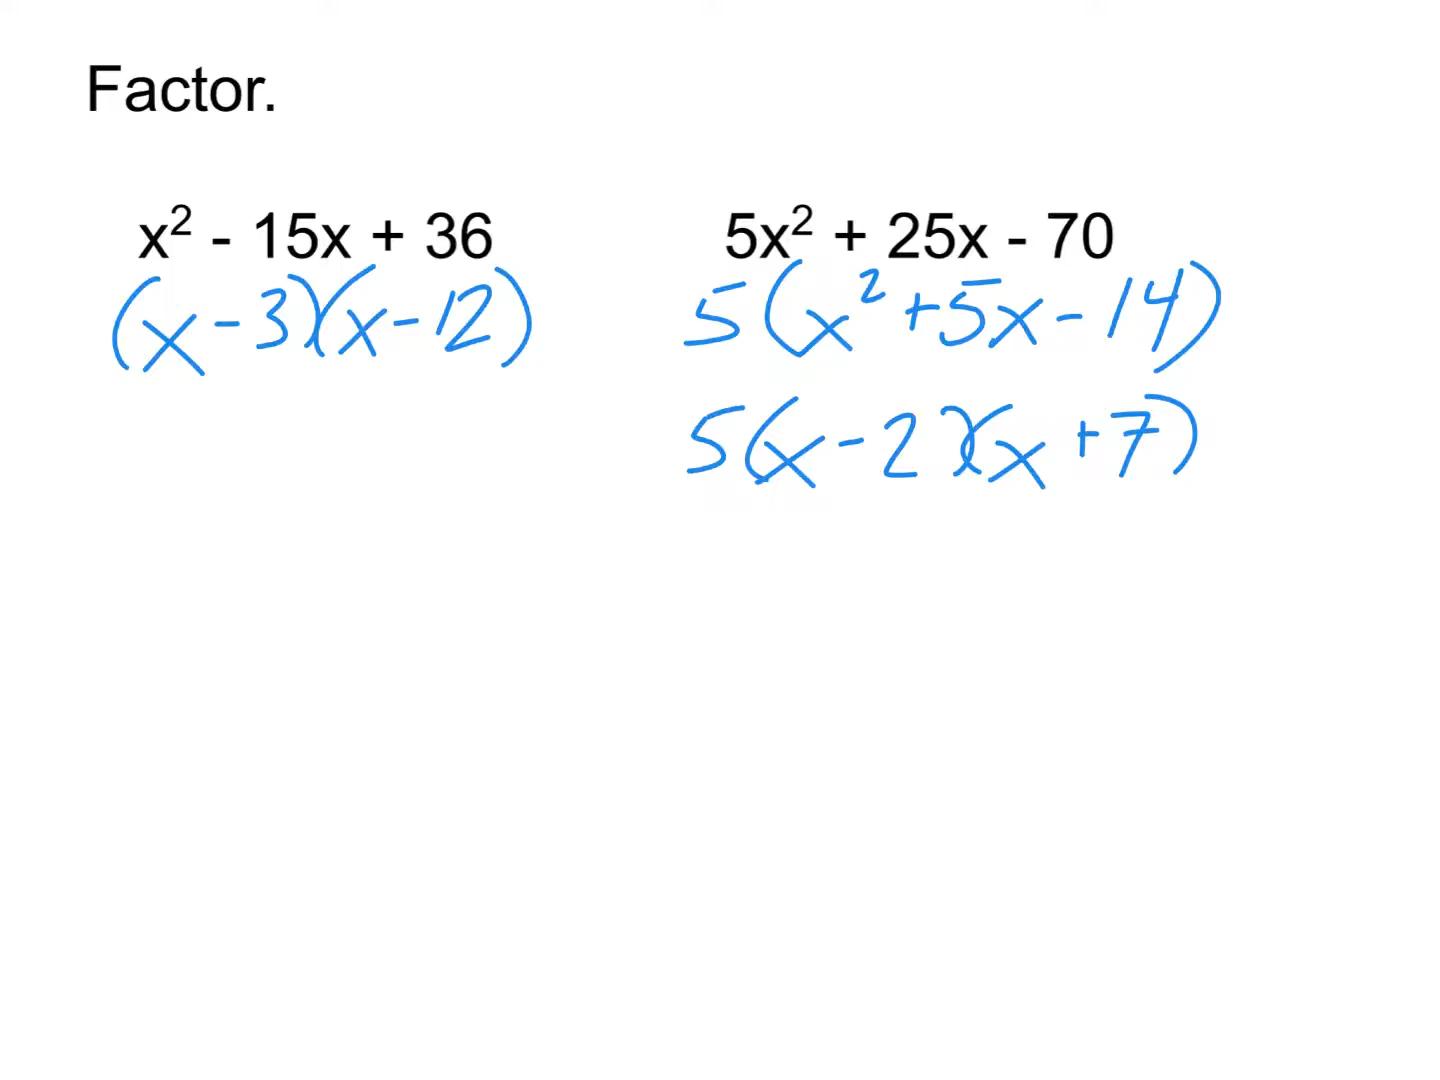 Factor.
x² - 15x + 36
(x - 3)(x - 12)
5x² + 25x - 70
5(x² + 5x - 14)
5(x - 2)(x + 7)